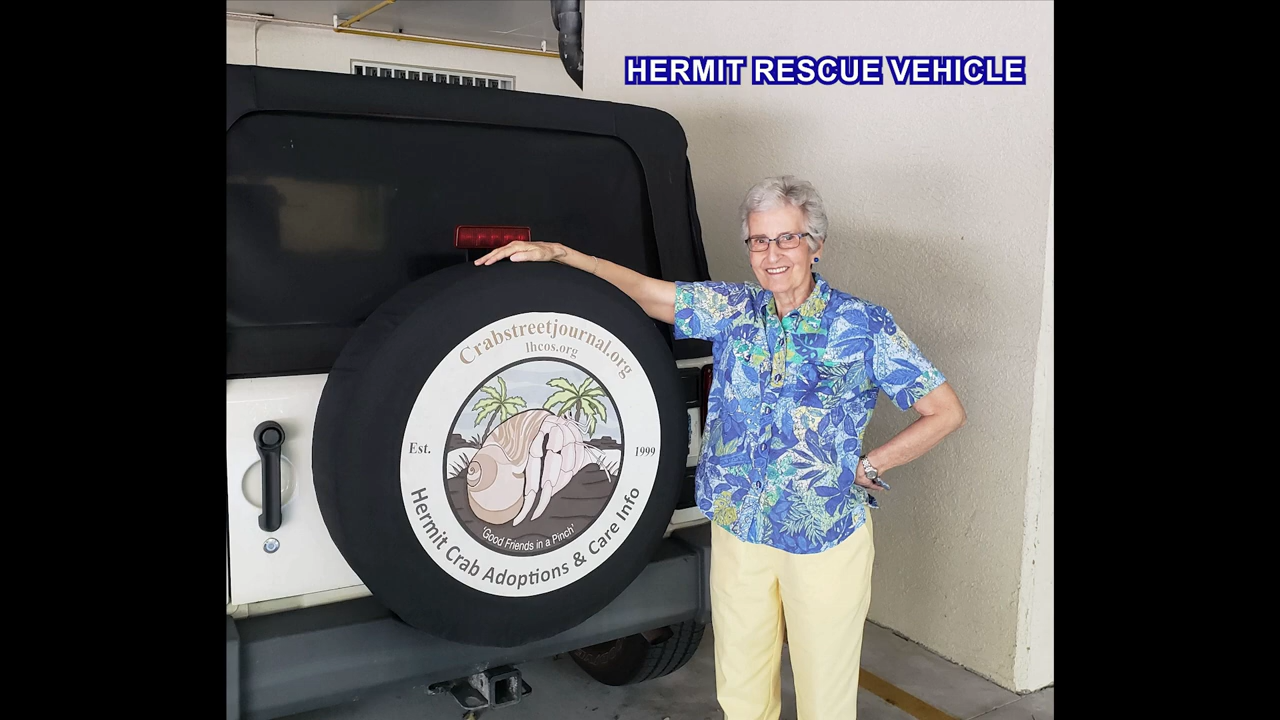 HERMIT RESCUE VEHICLE
Crabstreetjournal.org
lhcos.org
Est. 1999
'Good Friends in a Pinch'
Hermit Crab Adoptions & Care Info